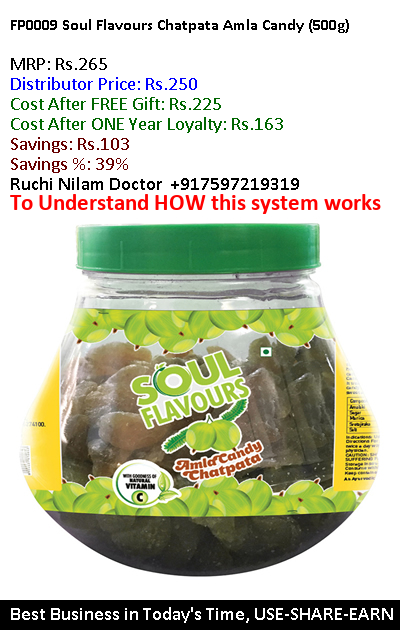 FP0009 Soul Flavours Chatpata Amla Candy (500g)
MRP: Rs.265
Distributor Price: Rs.250
Cost After FREE Gift: Rs.225
Cost After ONE Year Loyalty: Rs.163
Savings: Rs.103
Savings %: 39%
Ruchi Nilam Doctor +917597219319
To Understand HOW this system works
SOUL
FLAVOURS
Amla Candy
Chatpata
WITH GOODNESS OF
NATURAL
VITAMIN
C
Best Business in Today's Time, USE-SHARE-EARN